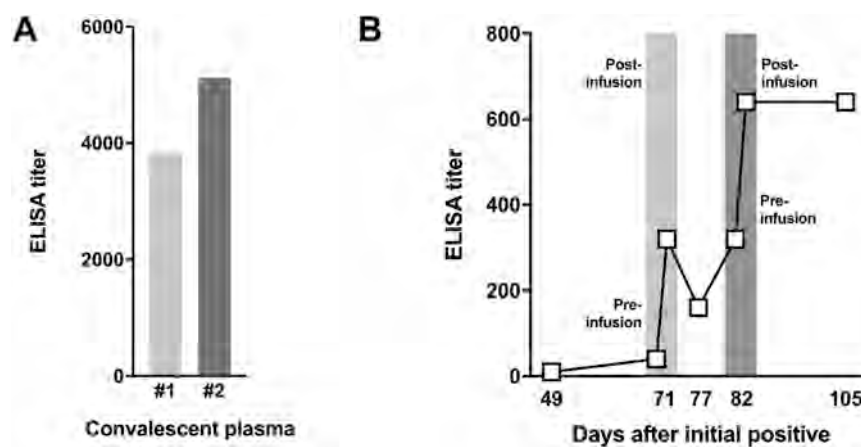 A
6000
4000
2000
0
ELISA titer
#1 #2
Convalescent plasma
B
800
600
400
200
0
ELISA titer
Post-
infusion
Pre-
infusion
Post-
infusion
Pre-
infusion
49 71 77 82 105
Days after initial positive